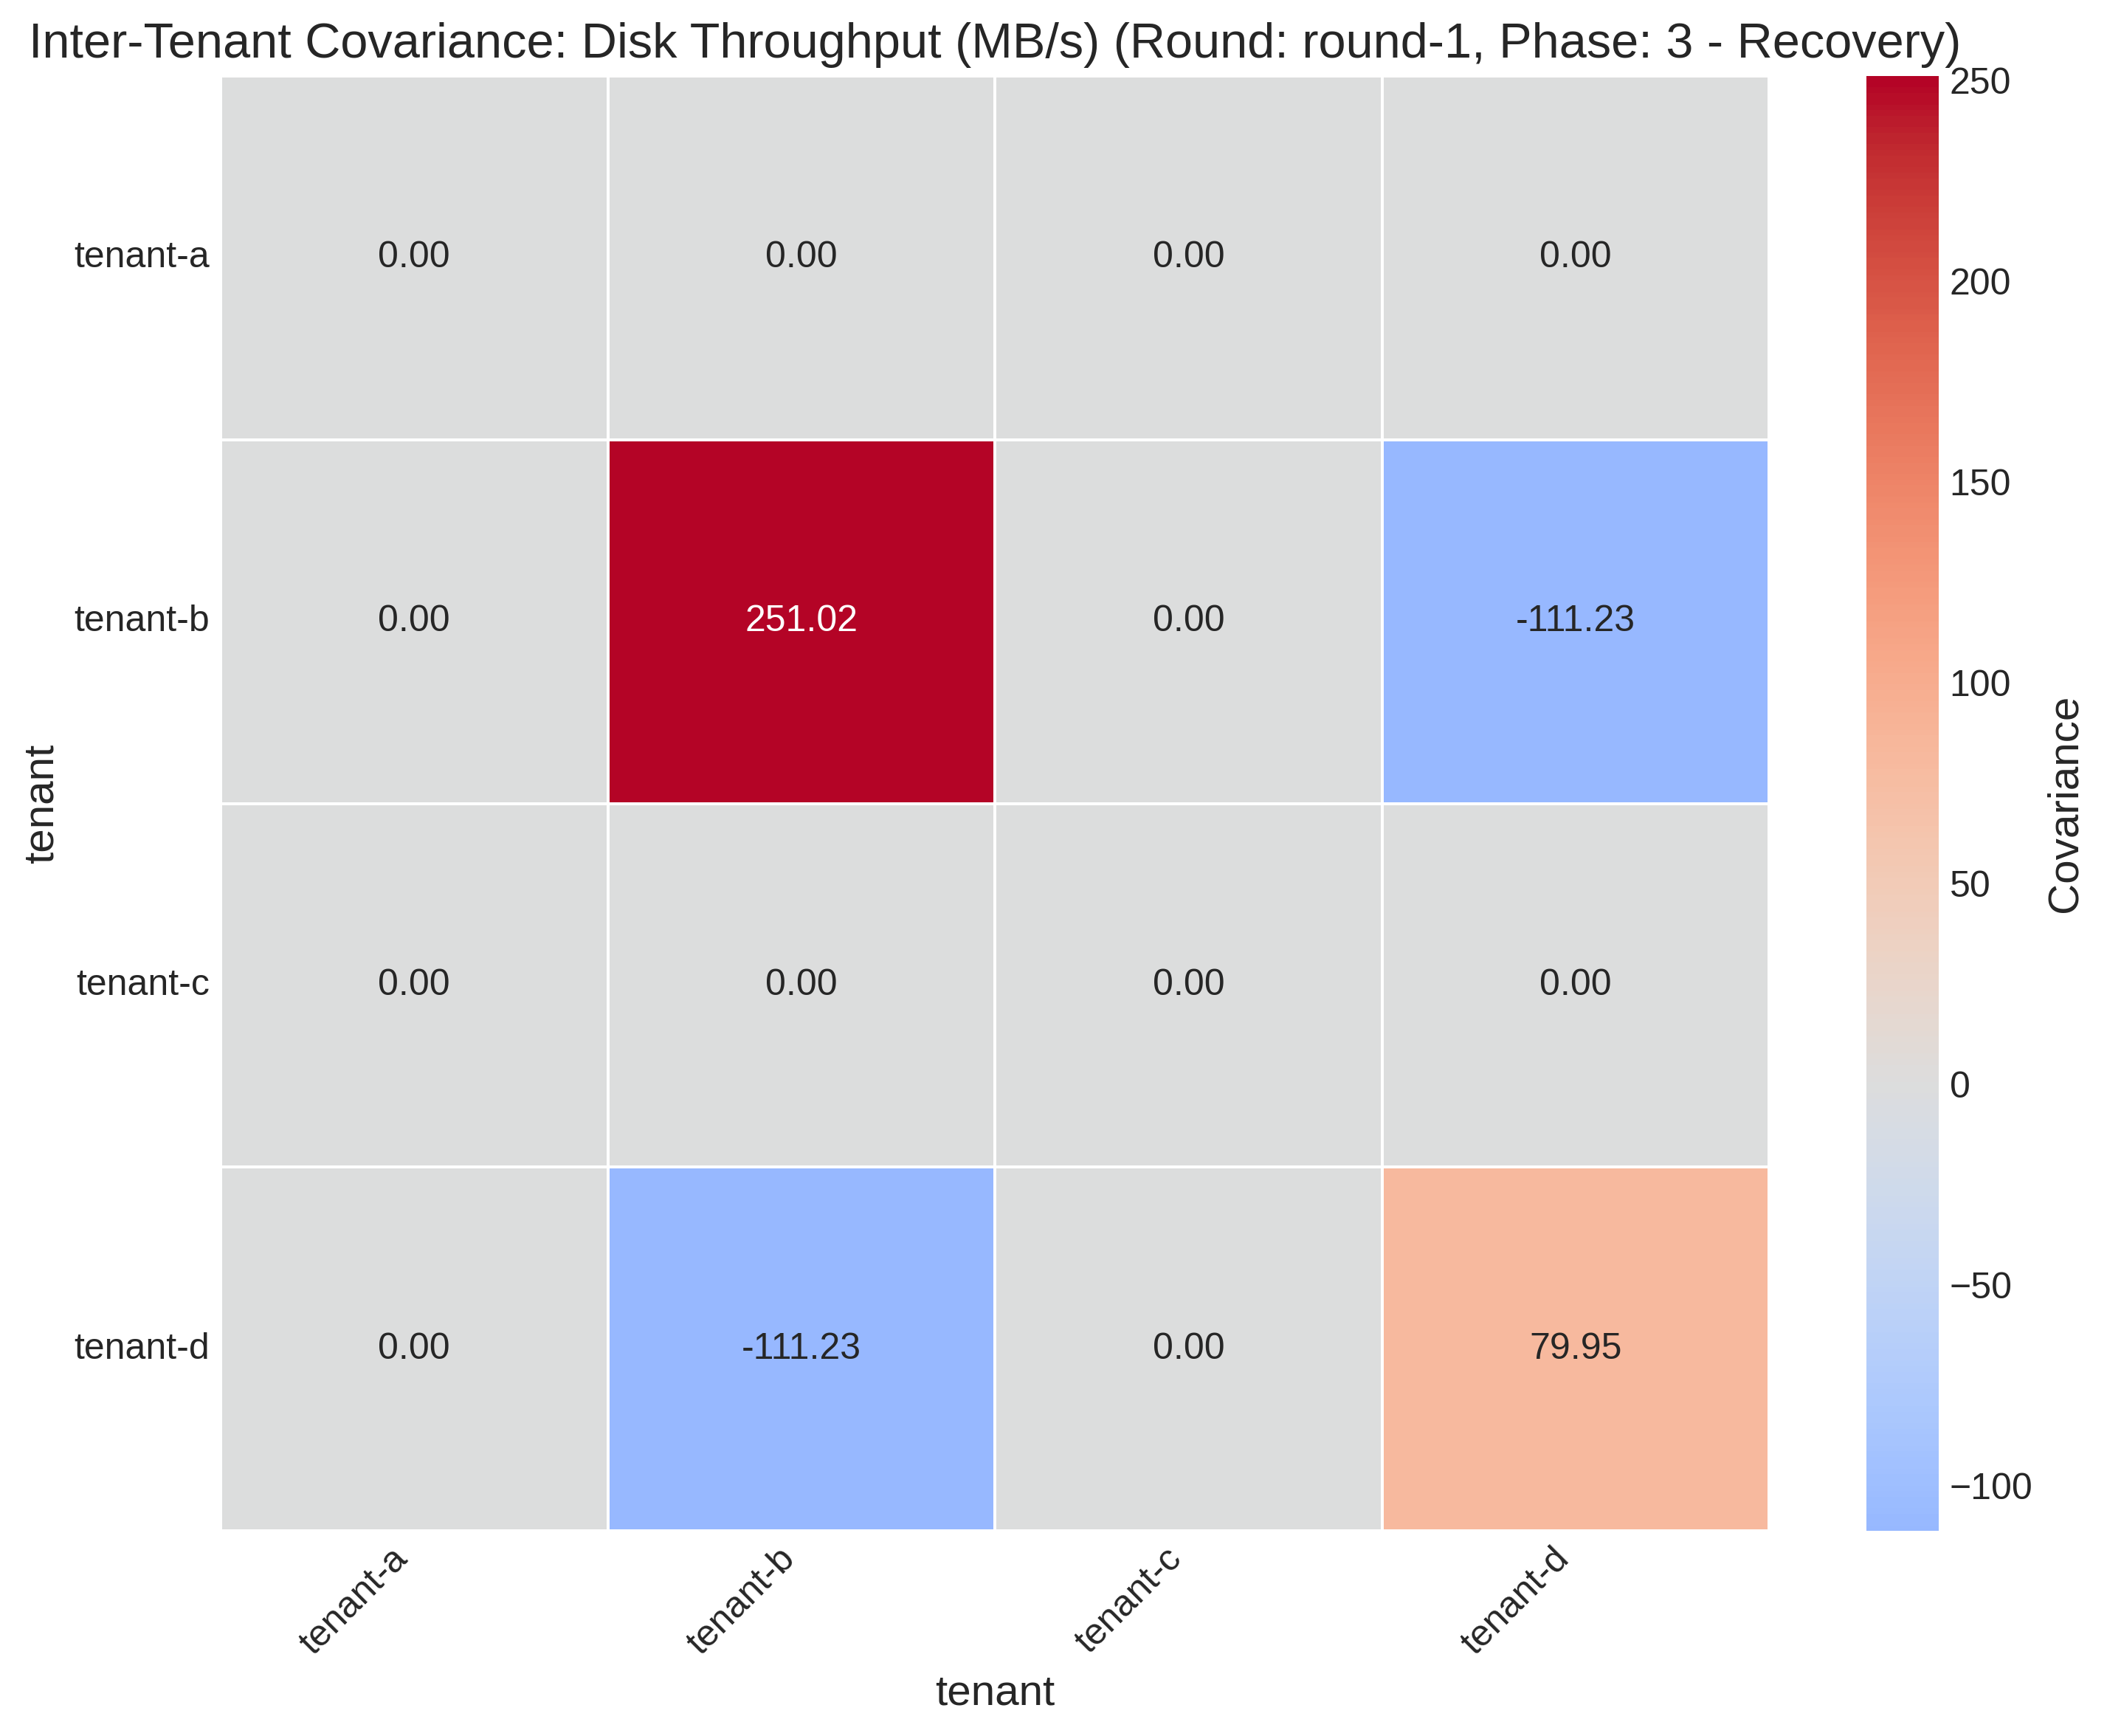 Inter-Tenant Covariance: Disk Throughput (MB/s) (Round: round-1, Phase: 3 - Recovery)
tenant
tenant-a 0.00 0.00 0.00 0.00
tenant-b 0.00 251.02 0.00 -111.23
tenant-c 0.00 0.00 0.00 0.00
tenant-d 0.00 -111.23 0.00 79.95
tenant-a tenant-b tenant-c tenant-d
tenant
250
200
150
100
50
0
−50
−100
Covariance